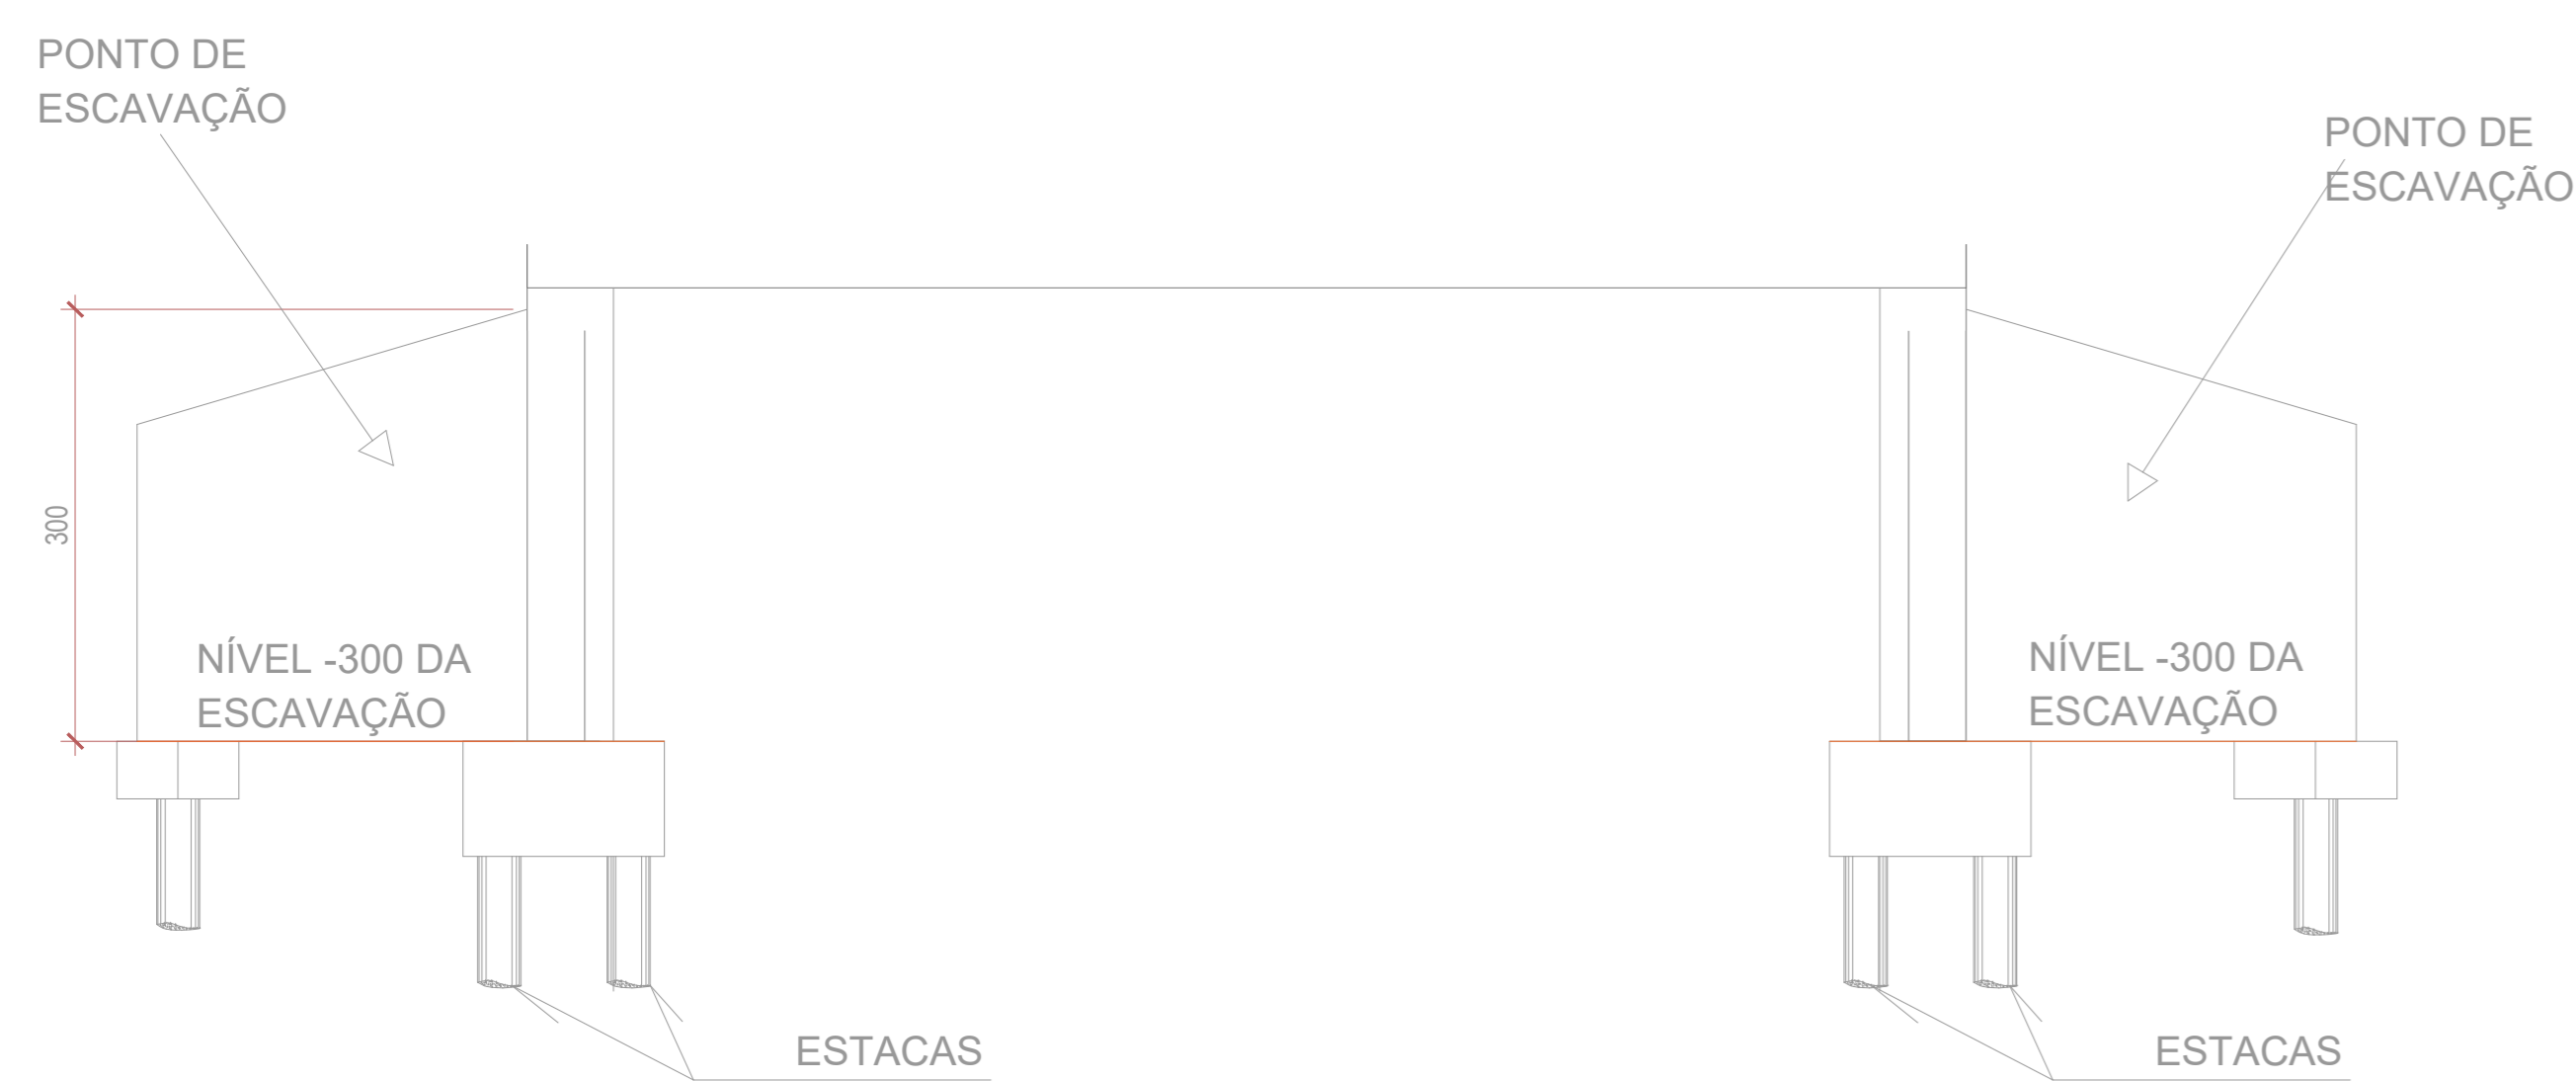 PONTO DE
ESCAVAÇÃO
PONTO DE
ESCAVAÇÃO
300
NÍVEL -300 DA
ESCAVAÇÃO
NÍVEL -300 DA
ESCAVAÇÃO
ESTACAS
ESTACAS